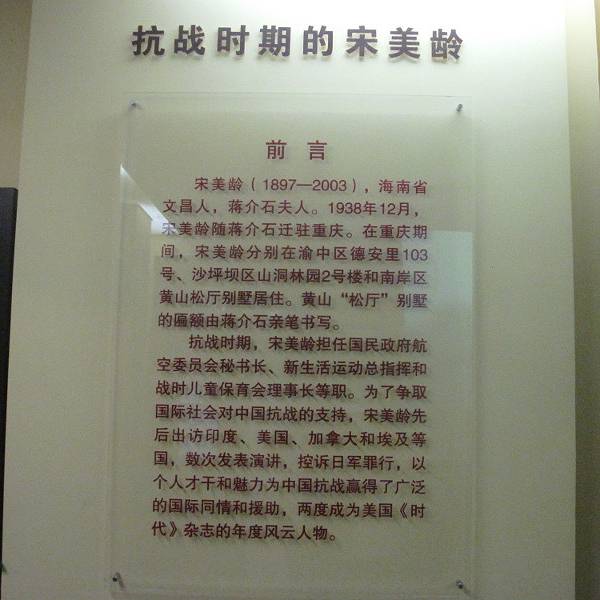 抗战时期的宋美龄
前 言
宋美龄(1897—2003),海南省
文昌人,蒋介石夫人。1938年12月,
宋美龄随蒋介石迁驻重庆。在重庆期
间,宋美龄分别在渝中区德安里103
号、沙坪坝区山洞林园2号楼和南岸区
黄山松厅别墅居住。黄山“松厅”别墅
的匾额由蒋介石亲笔书写。
抗战时期,宋美龄担任国民政府航
空委员会秘书长、新生活运动总指挥和
战时儿童保育会理事长等职。为了争取
国际社会对中国抗战的支持,宋美龄先
后出访印度、美国、加拿大和埃及等
国,数次发表演讲,控诉日军罪行,以
个人才干和魅力为中国抗战赢得了广泛
的国际同情和援助,两度成为美国《时
代》杂志的年度风云人物。